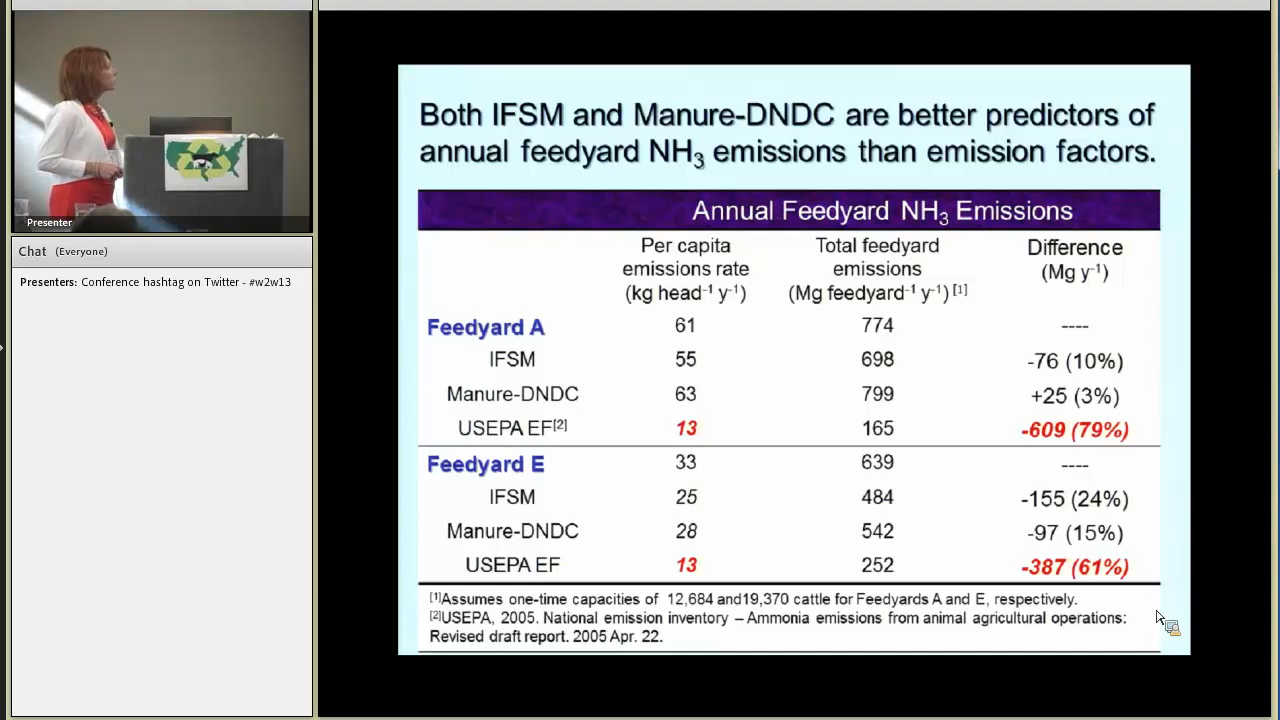 Presenter
Chat (Everyone)
Presenters: Conference hashtag on Twitter - #w2w13
Both IFSM and Manure-DNDC are better predictors of
annual feedyard NH3 emissions than emission factors.
Annual Feedyard NH3 Emissions
Per capita emissions rate (kg head-1 y-1) Total feedyard emissions (Mg feedyard-1 y-1) [1] Difference (Mg y-1)
Feedyard A 61 774 ----
IFSM 55 698 -76 (10%)
Manure-DNDC 63 799 +25 (3%)
USEPA EF[2] 13 165 -609 (79%)
Feedyard E 33 639 ----
IFSM 25 484 -155 (24%)
Manure-DNDC 28 542 -97 (15%)
USEPA EF 13 252 -387 (61%)
[1]Assumes one-time capacities of 12,684 and19,370 cattle for Feedyards A and E, respectively.
[2]USEPA, 2005. National emission inventory – Ammonia emissions from animal agricultural operations:
Revised draft report. 2005 Apr. 22.